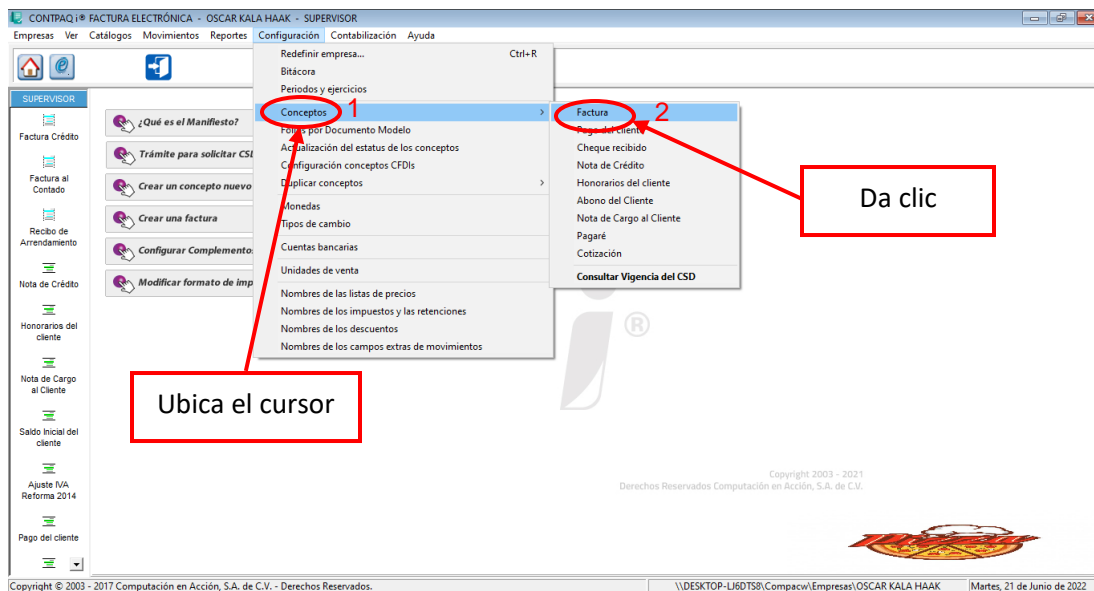 CONTPAQ i® FACTURA ELECTRÓNICA - OSCAR KALA HAAK - SUPERVISOR
Empresas Ver Catálogos Movimientos Reportes Configuración Contabilización Ayuda
SUPERVISOR
Factura Crédito
Factura al
Contado
Recibo de
Arrendamiento
Nota de Crédito
Honorarios del
cliente
Nota de Cargo
al Cliente
Saldo Inicial del
cliente
Ajuste IVA
Reforma 2014
Pago del cliente
¿Qué es el Manifiesto?
Trámite para solicitar CSD
Crear un concepto nuevo
Crear una factura
Configurar Complemento
Modificar formato de imp
Redefinir empresa... Ctrl+R
Bitácora
Periodos y ejercicios
Conceptos >
1
Folios por Documento Modelo
Actualización del estatus de los conceptos
Configuración conceptos CFDIs
Duplicar conceptos >
Monedas
Tipos de cambio
Cuentas bancarias
Unidades de venta
Nombres de las listas de precios
Nombres de los impuestos y las retenciones
Nombres de los descuentos
Nombres de los campos extras de movimientos
Factura
2
Pago del cliente
Cheque recibido
Nota de Crédito
Honorarios del cliente
Abono del Cliente
Nota de Cargo al Cliente
Pagaré
Cotización
Consultar Vigencia del CSD
Da clic
Ubica el cursor
i
®
Copyright 2003 - 2021
Derechos Reservados Computación en Acción, S.A. de C.V.
Copyright © 2003 - 2017 Computación en Acción, S.A. de C.V. - Derechos Reservados.
\\DESKTOP-LJ6DTS8\Compacw\Empresas\OSCAR KALA HAAK
Martes, 21 de Junio de 2022